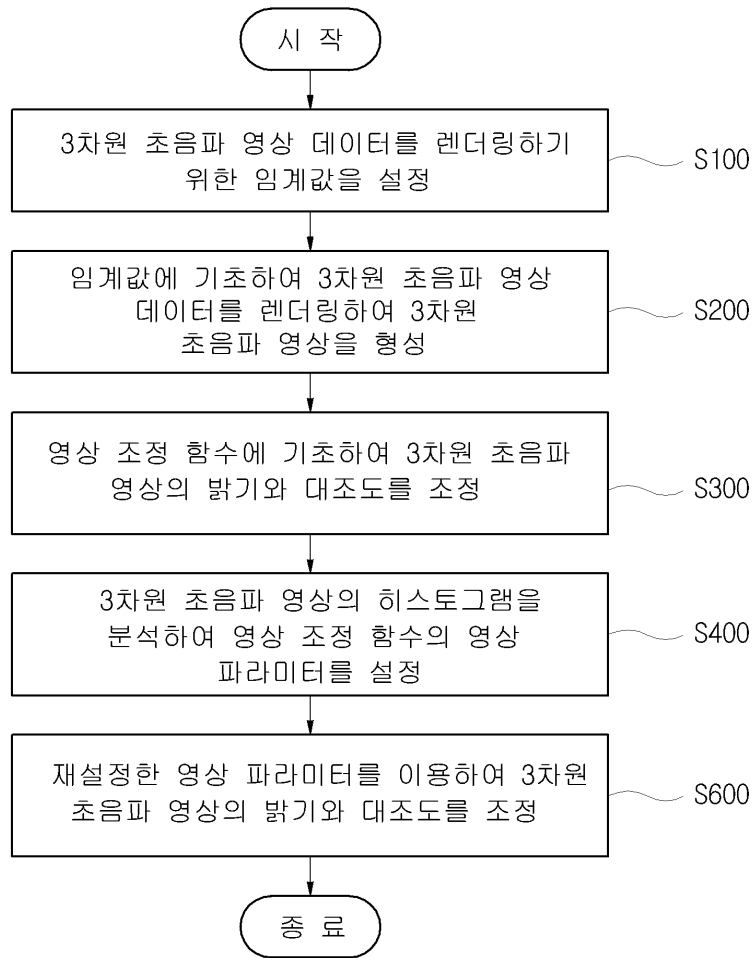 시 작
3차원 초음파 영상 데이터를 렌더링하기
위한 임계값을 설정
S100
임계값에 기초하여 3차원 초음파 영상
데이터를 렌더링하여 3차원
초음파 영상을 형성
S200
영상 조정 함수에 기초하여 3차원 초음파
영상의 밝기와 대조도를 조정
S300
3차원 초음파 영상의 히스토그램을
분석하여 영상 조정 함수의 영상
파라미터를 설정
S400
재설정한 영상 파라미터를 이용하여 3차원
초음파 영상의 밝기와 대조도를 조정
S600
종 료